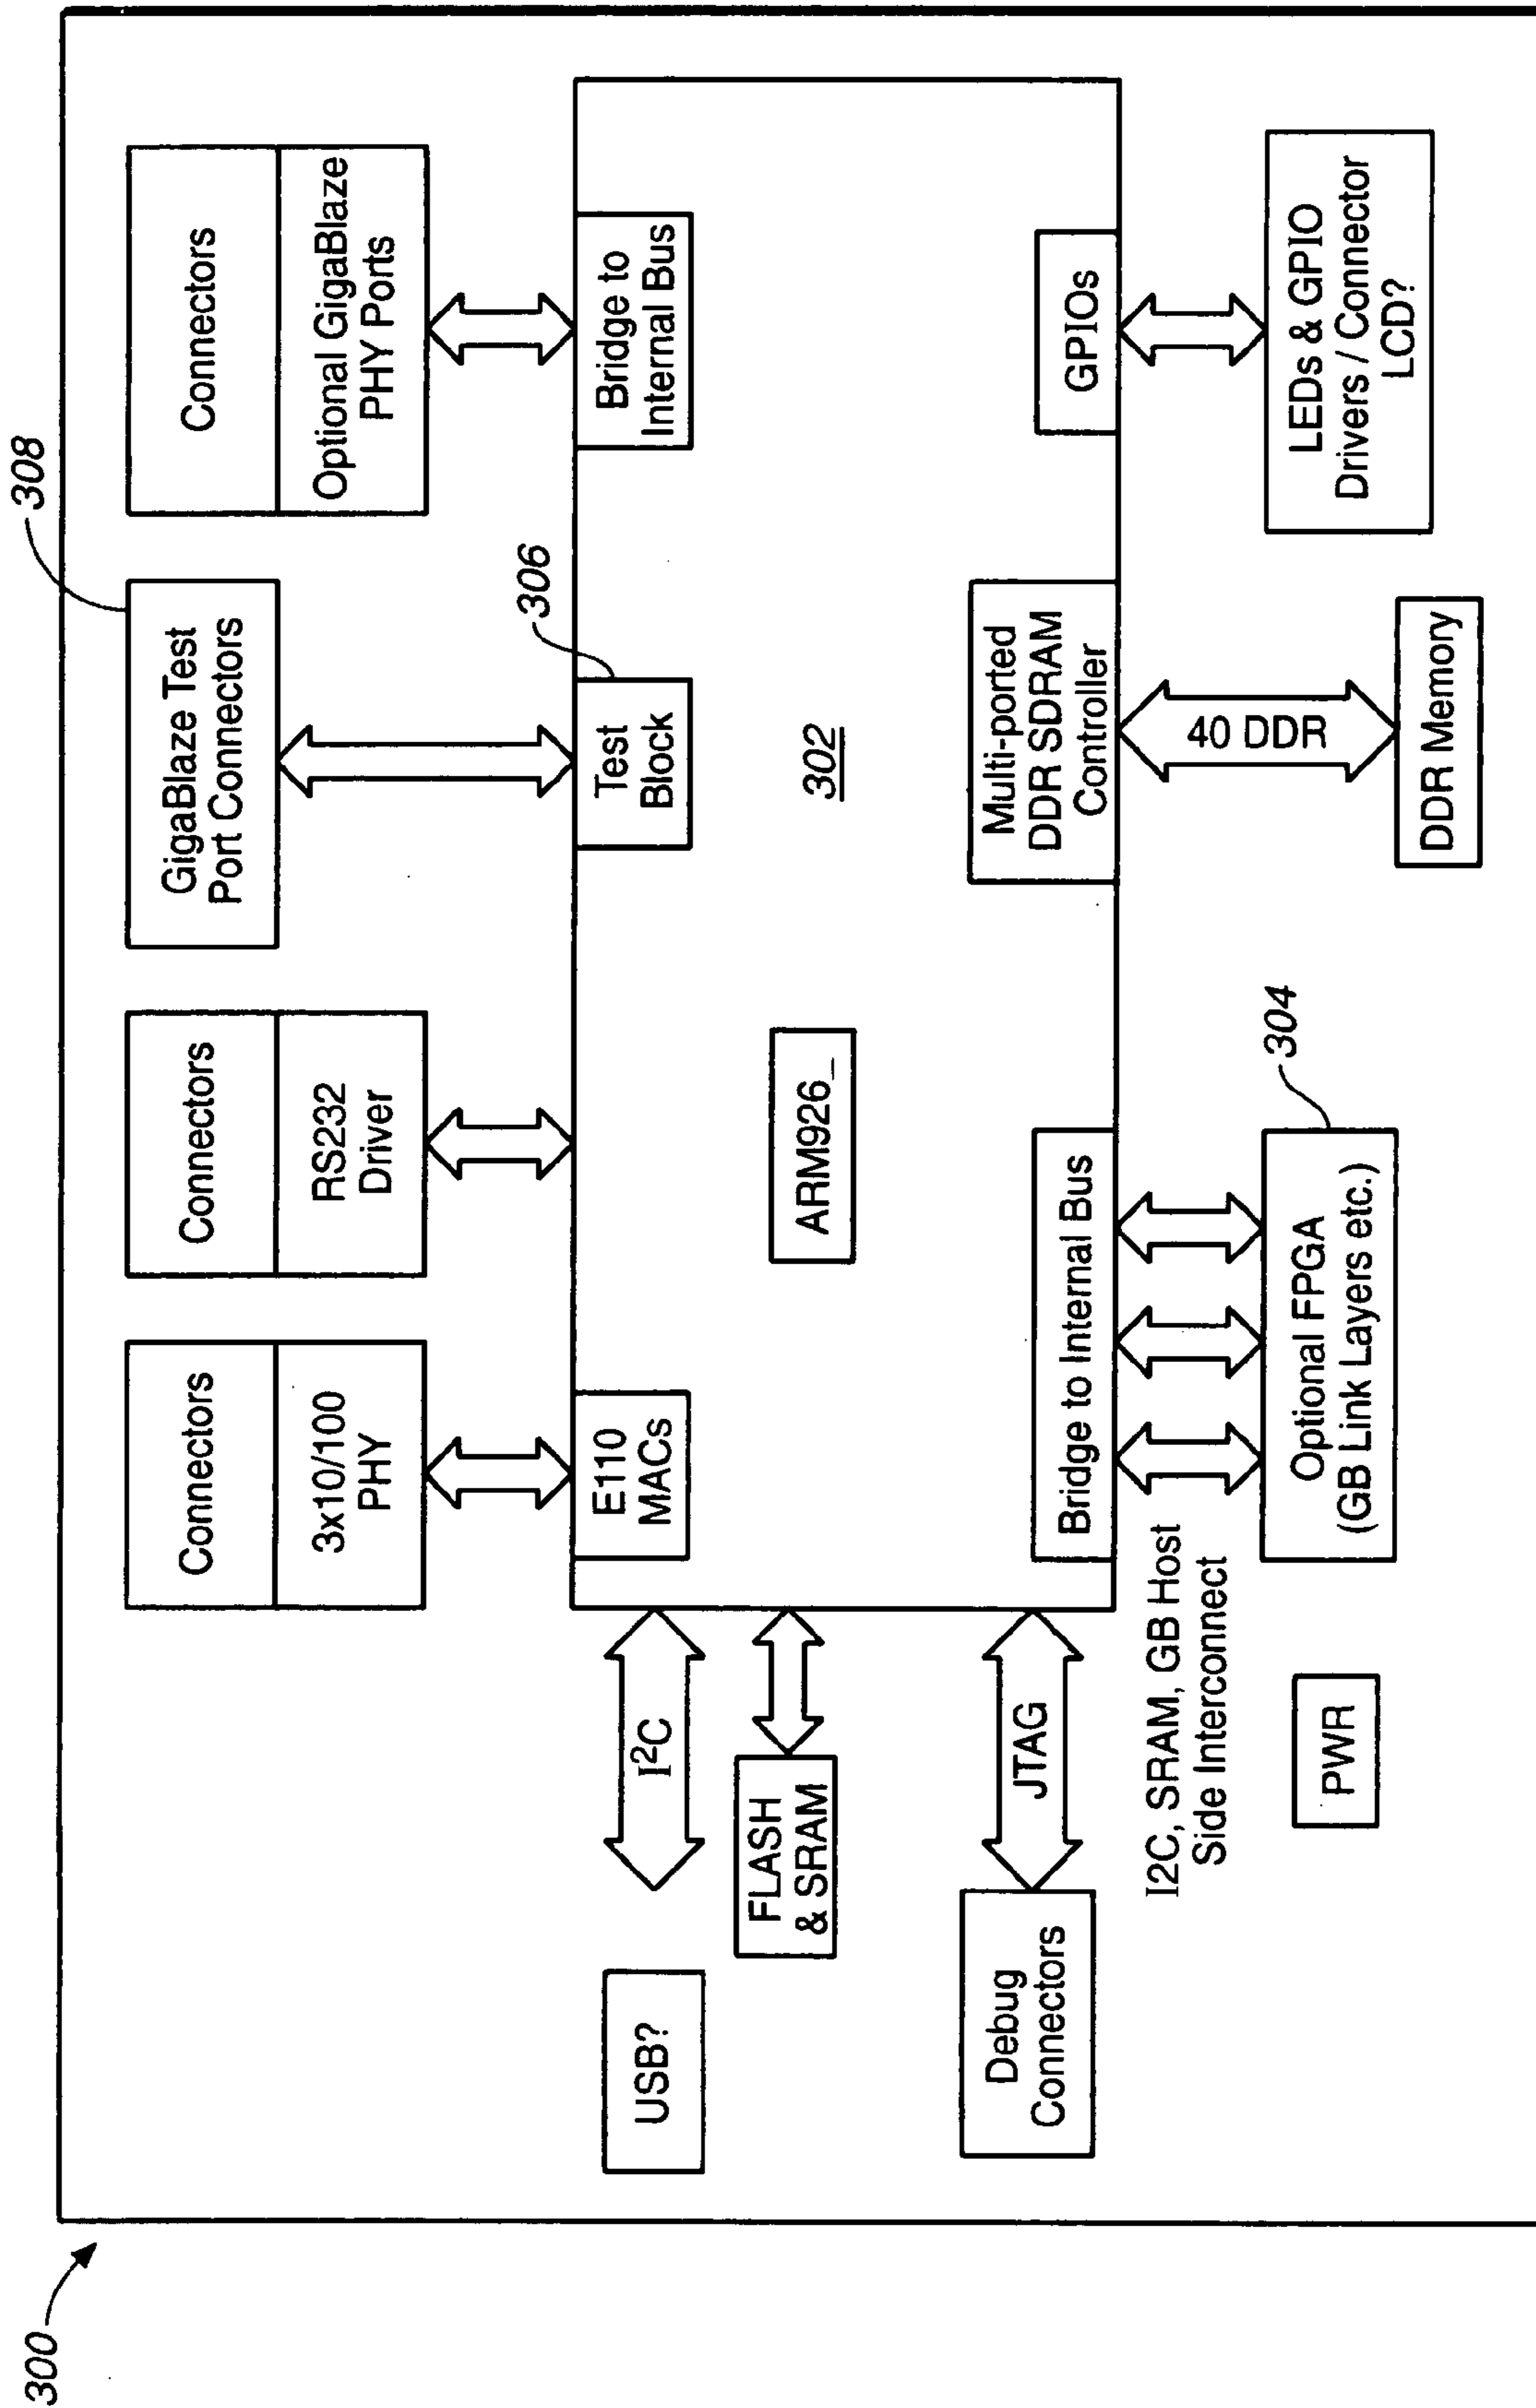 300
308
Connectors
3x10/100
PHY
Connectors
RS232
Driver
GigaBlaze Test
Port Connectors
Connectors
Optional GigaBlaze
PHY Ports
306
USB?
I²C
E110
MACs
Test
Block
Bridge to
Internal Bus
FLASH
& SRAM
ARM926_
302
Debug
Connectors
JTAG
Bridge to Internal Bus
Multi-ported
DDR SDRAM
Controller
GPIOs
I2C, SRAM, GB Host
Side Interconnect
40 DDR
304
PWR
Optional FPGA
(GB Link Layers etc.)
DDR Memory
LEDs & GPIO
Drivers / Connector
LCD?